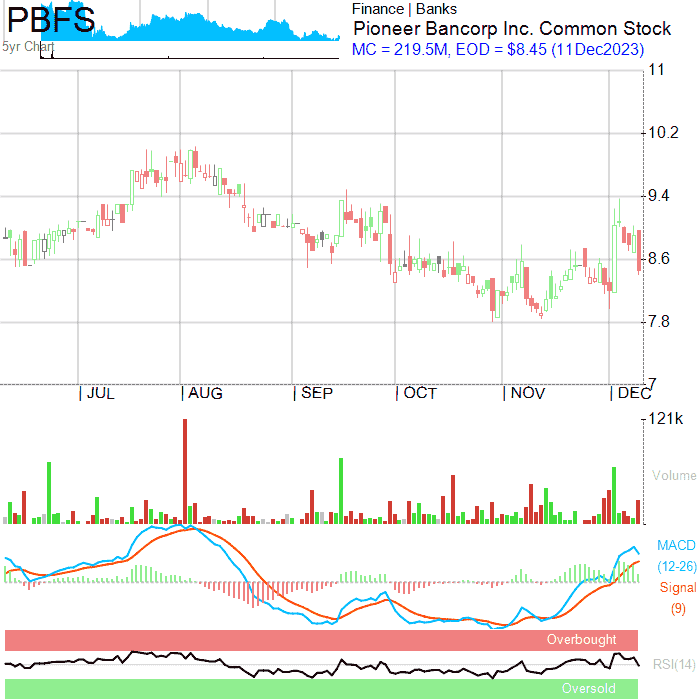 PBFS
5yr Chart
Finance | Banks
Pioneer Bancorp Inc. Common Stock
MC = 219.5M, EOD = $8.45 (11Dec2023)
11
10.2
9.4
8.6
7.8
7
JUL AUG SEP OCT NOV DEC
121k
Volume
MACD
(12-26)
Signal
(9)
Overbought
RSI(14)
Oversold